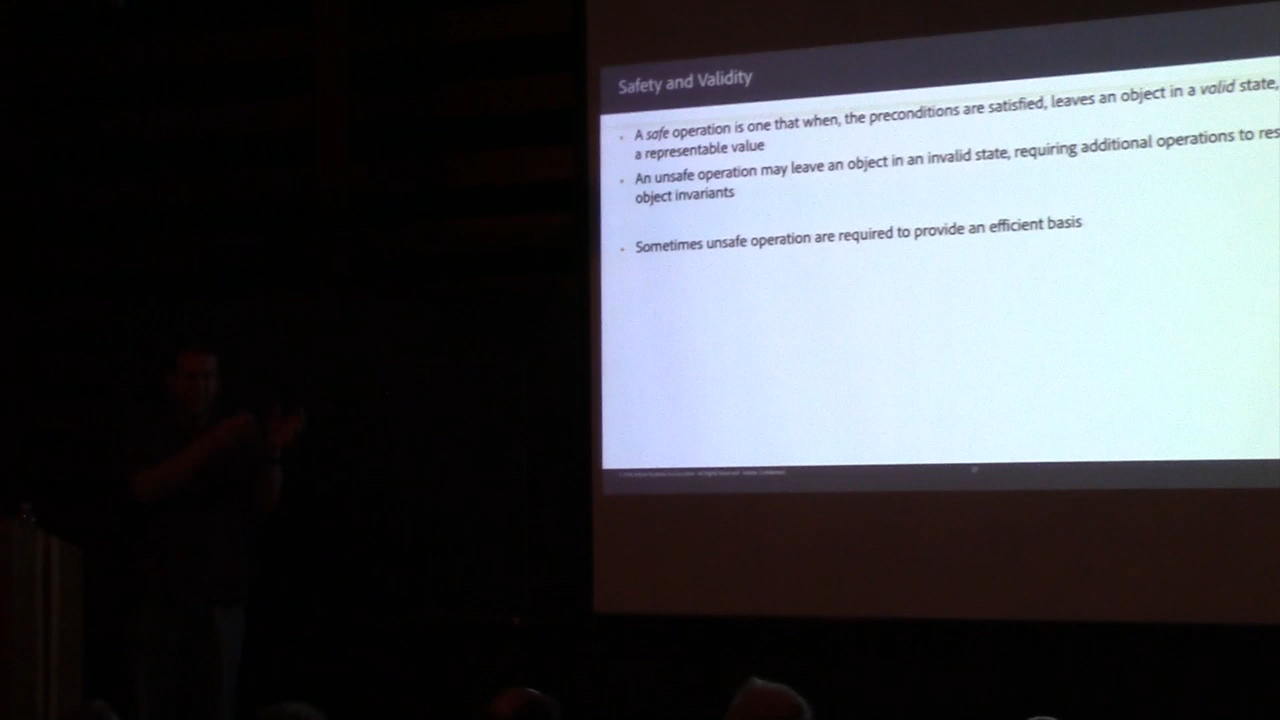 Safety and Validity
A safe operation is one that when, the preconditions are satisfied, leaves an object in a valid state,
a representable value
An unsafe operation may leave an object in an invalid state, requiring additional operations to res
object invariants
Sometimes unsafe operation are required to provide an efficient basis